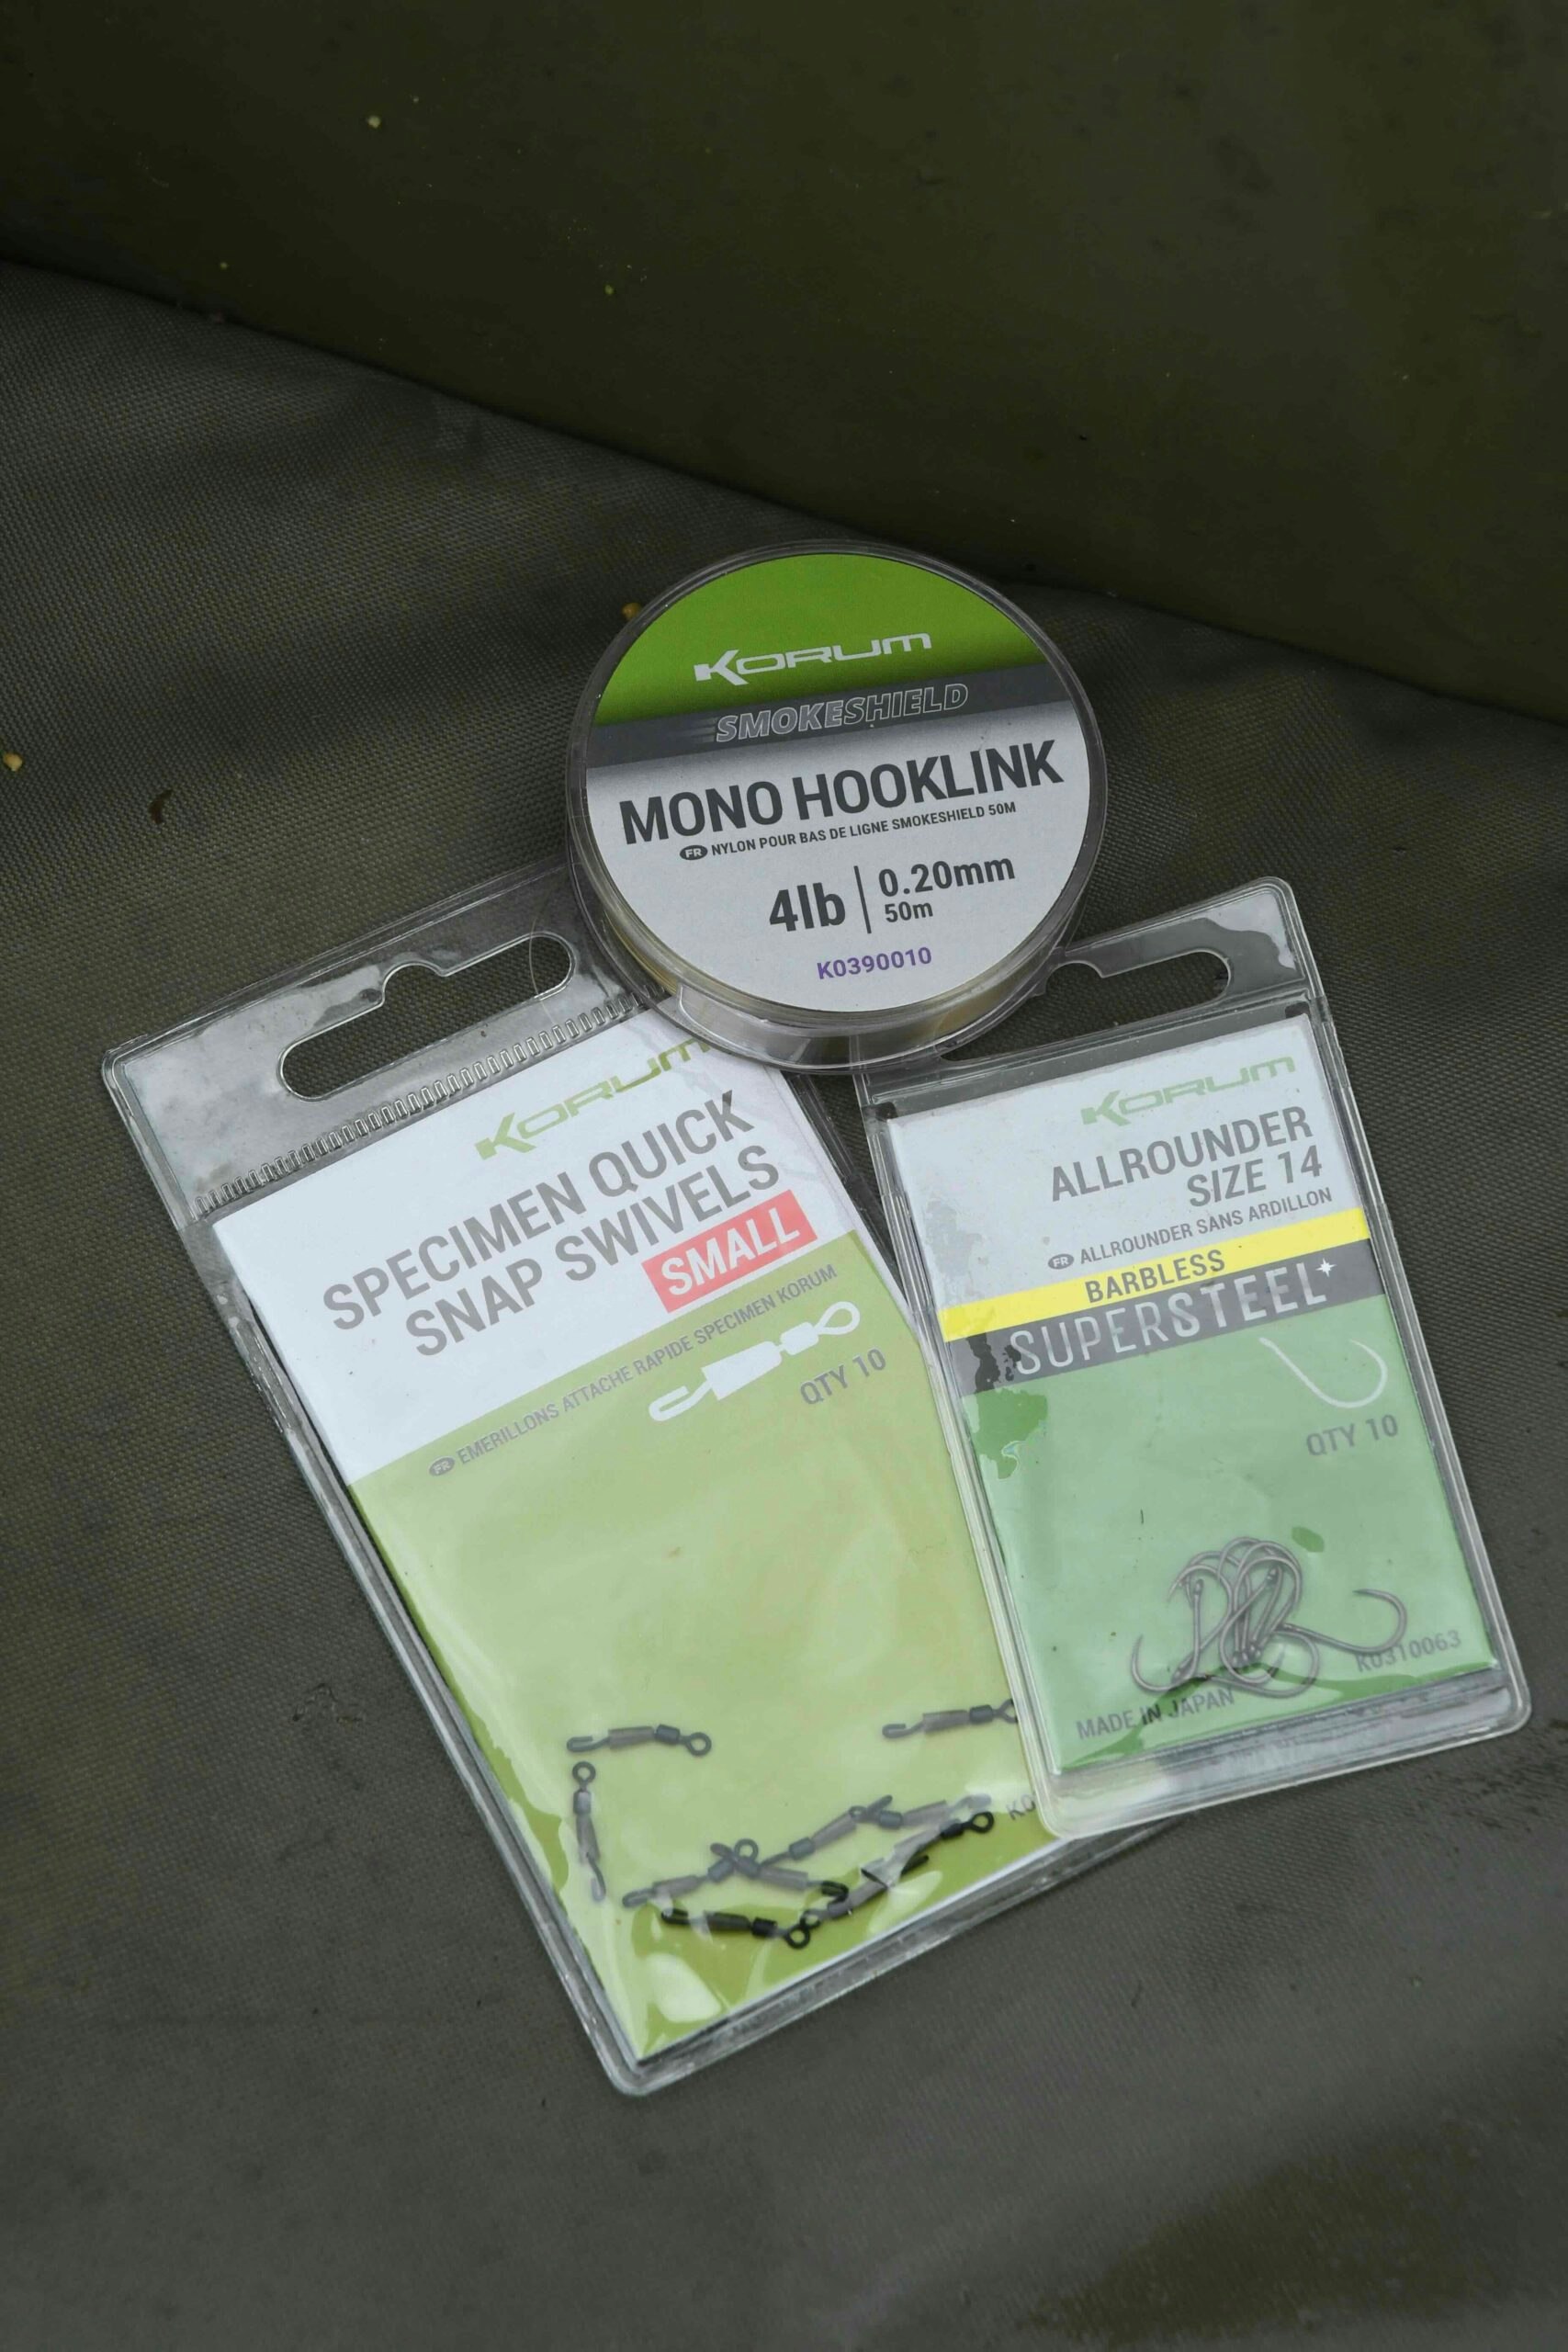 KORUM
SMOKESHIELD
MONO HOOKLINK
FR NYLON POUR BAS DE LIGNE SMOKESHIELD 50M
4lb
0.20mm
50m
K0390010
KORUM
SPECIMEN QUICK
SNAP SWIVELS
SMALL
FR EMERILLONS ATTACHE RAPIDE SPECIMEN KORUM
QTY 10
KORUM
ALLROUNDER
SIZE 14
FR ALLROUNDER SANS ARDILLON
BARBLESS
SUPERSTEEL
QTY 10
K0310063
MADE IN JAPAN